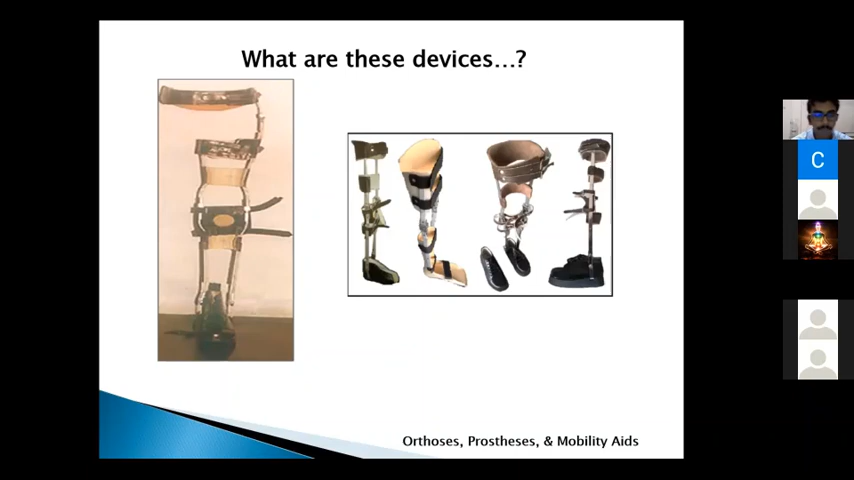 What are these devices...?
C
Orthoses, Prostheses, & Mobility Aids